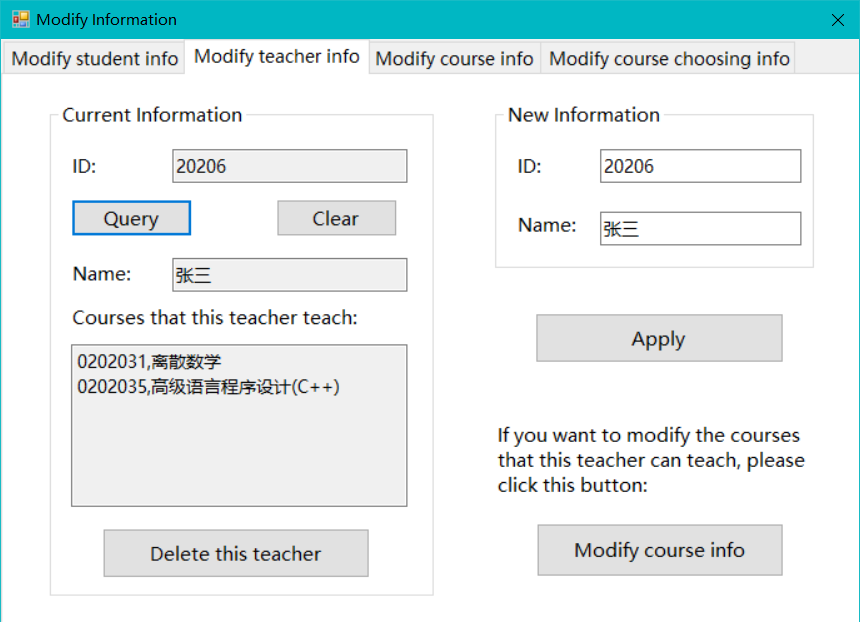 Modify Information
Modify student info
Modify teacher info
Modify course info
Modify course choosing info
Current Information
ID:
20206
Query
Clear
Name:
张三
Courses that this teacher teach:
0202031,离散数学
0202035,高级语言程序设计(C++)
Delete this teacher
New Information
ID:
20206
Name:
张三
Apply
If you want to modify the courses
that this teacher can teach, please
click this button:
Modify course info